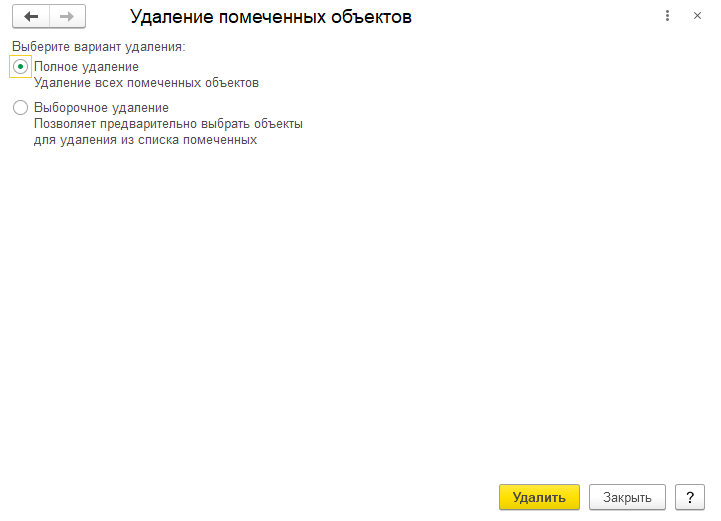 Удаление помеченных объектов
Выберите вариант удаления:
Полное удаление
Удаление всех помеченных объектов
Выборочное удаление
Позволяет предварительно выбрать объекты
для удаления из списка помеченных
Удалить Закрыть ?